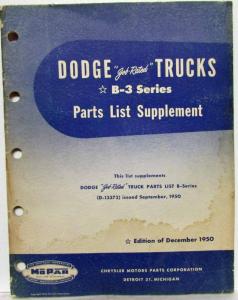 DODGE "Job-Rated" TRUCKS
☆ B-3 Series
Parts List Supplement
This list supplements
DODGE "Job-Rated" TRUCK PARTS LIST B-Series
(D-13373) issued September, 1950
☆ Edition of December 1950
MOPAR
CHRYSLER MOTORS PARTS CORPORATION
DETROIT 31, MICHIGAN